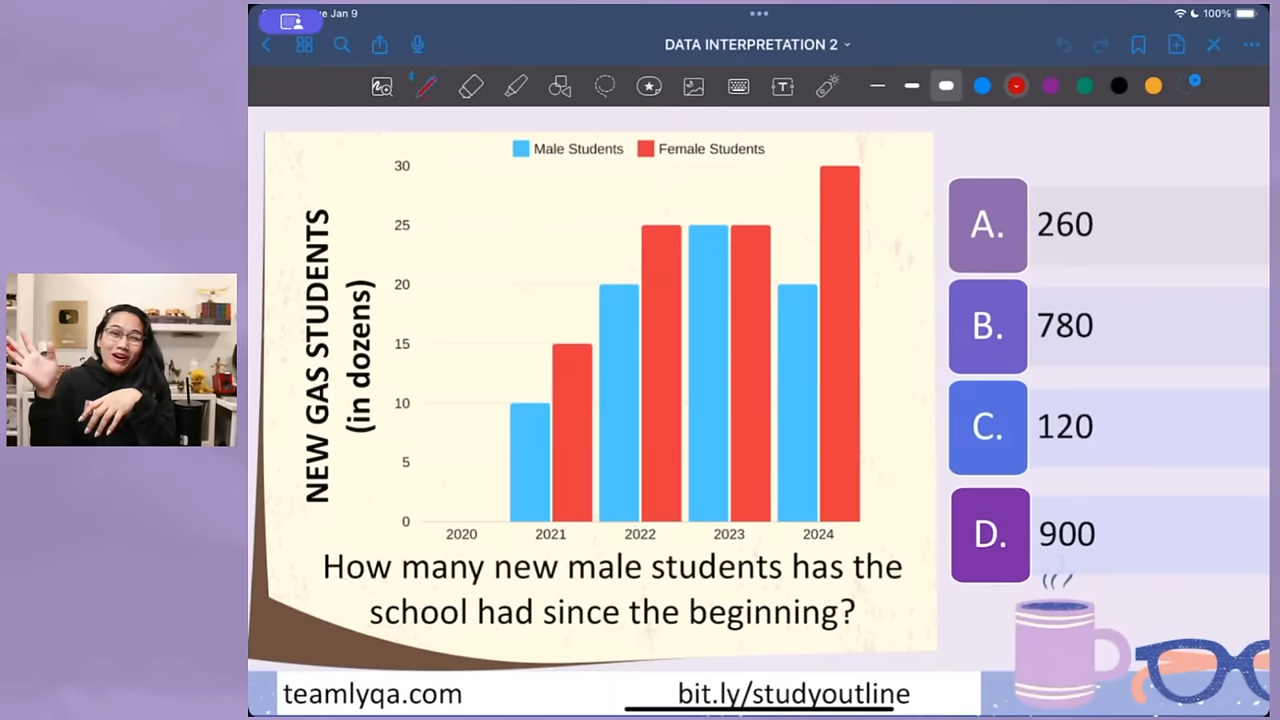 Jan 9
100%
DATA INTERPRETATION 2
Male Students Female Students
NEW GAS STUDENTS
(in dozens)
30
25
20
15
10
5
0
2020 2021 2022 2023 2024
How many new male students has the
school had since the beginning?
A. 260
B. 780
C. 120
D. 900
teamlyqa.com
bit.ly/studyoutline